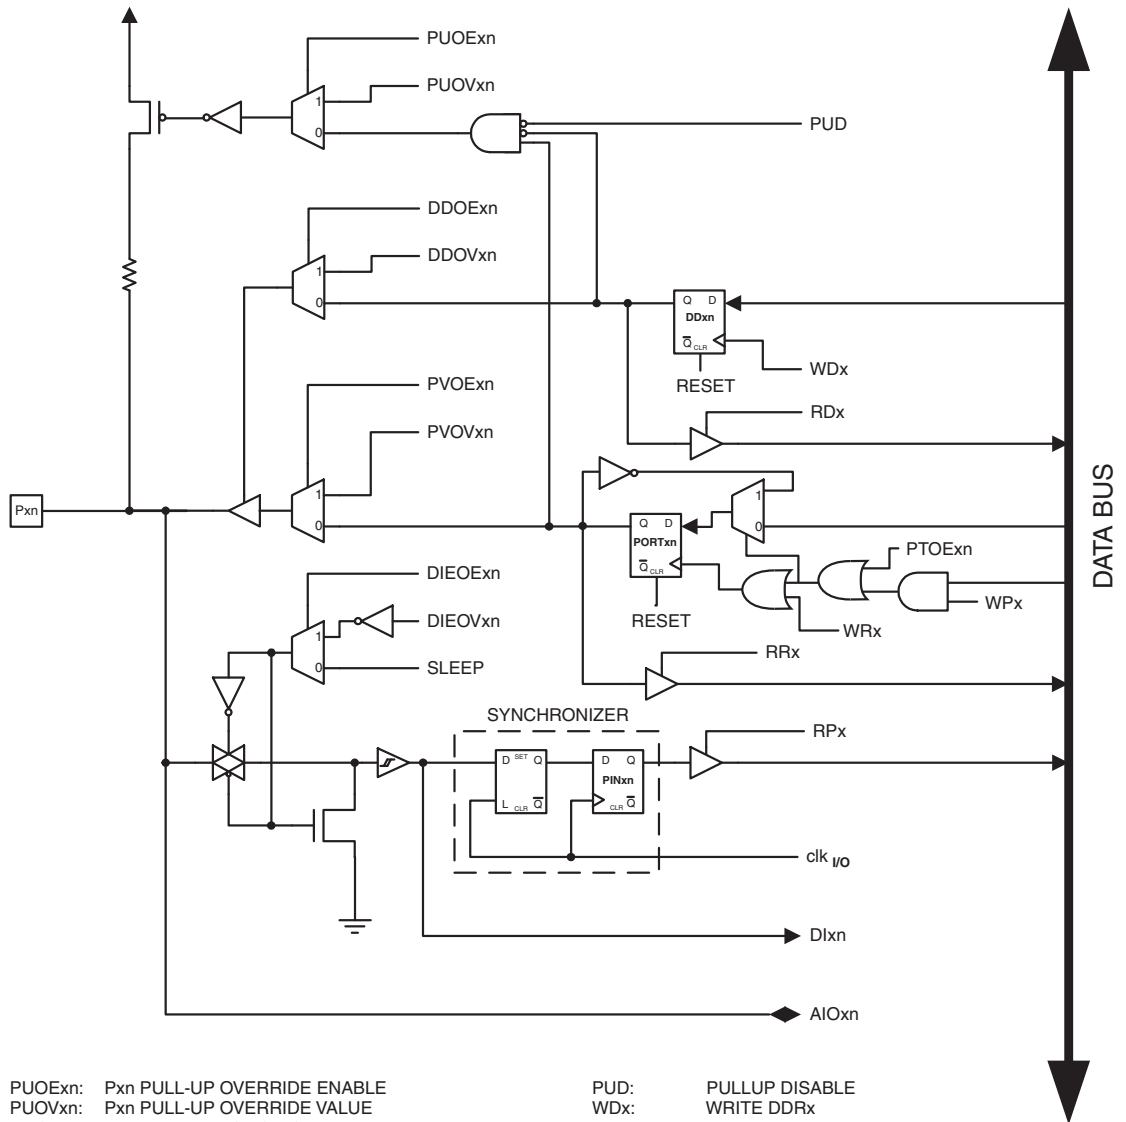 PUOExn
PUOVxn
1
0
PUD
DDOExn
DDOVxn
1
0
Q D
DDxn
Q CLR
WDx
RESET
PVOExn
RDx
PVOVxn
1
0
Pxn
1
0
Q D
PORTxn
Q CLR
RESET
PTOExn
WPx
WRx
DATA BUS
DIEOExn
DIEOVxn
1
0
SLEEP
RRx
SYNCHRONIZER
RPx
D SET Q
L CLR Q
D Q
PINxn
CLR Q
clk I/O
DIxn
AIOxn
PUOExn: Pxn PULL-UP OVERRIDE ENABLE
PUOVxn: Pxn PULL-UP OVERRIDE VALUE
PUD: PULLUP DISABLE
WDx: WRITE DDRx